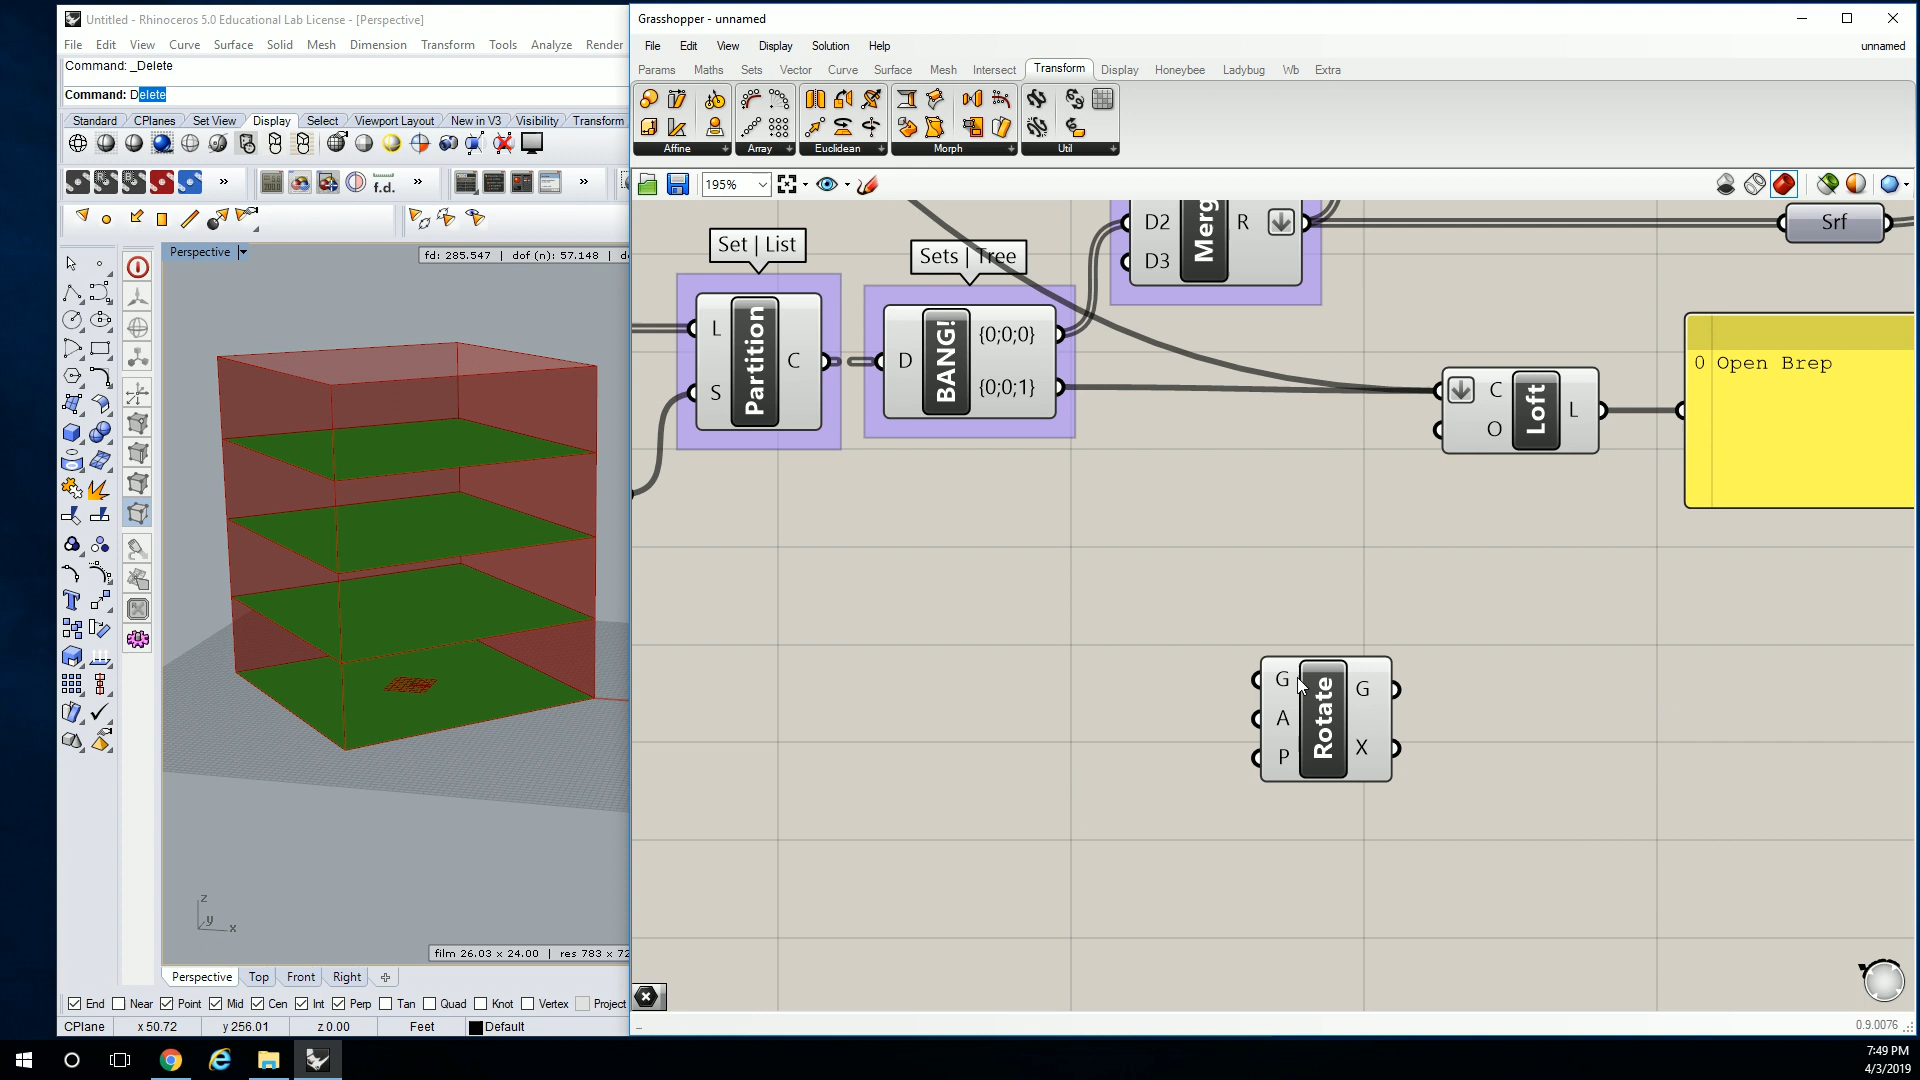 Untitled - Rhinoceros 5.0 Educational Lab License - [Perspective]
File Edit View Curve Surface Solid Mesh Dimension Transform Tools Analyze Render
Command: _Delete
Command: Delete
Standard CPlanes Set View Display Select Viewport Layout New in V3 Visibility Transform
f.d.
Perspective
fd: 285.547 | dof (n): 57.148 |
z
y
x
film 26.03 x 24.00 | res 783 x 72
Perspective Top Front Right
End Near Point Mid Cen Int Perp Tan Quad Knot Vertex Project
CPlane x 50.72 y 256.01 z 0.00 Feet Default
Grasshopper - unnamed
File Edit View Display Solution Help
unnamed
Params Maths Sets Vector Curve Surface Mesh Intersect Transform Display Honeybee Ladybug Wb Extra
Affine Array Euclidean Morph Util
195%
Set | List
Sets | Tree
L
S
Partition
C
D
BANG!
{0;0;0}
{0;0;1}
D2
D3
Merg
R
Srf
C
O
Loft
L
0 Open Brep
G
A
P
Rotate
G
X
0.9.0076
7:49 PM
4/3/2019